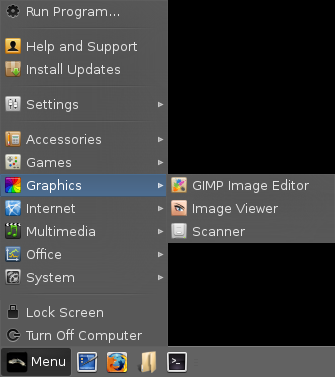 Run Program...
Help and Support
Install Updates
Settings
Accessories
Games
Graphics
GIMP Image Editor
Internet
Image Viewer
Multimedia
Scanner
Office
System
Lock Screen
Turn Off Computer
Menu